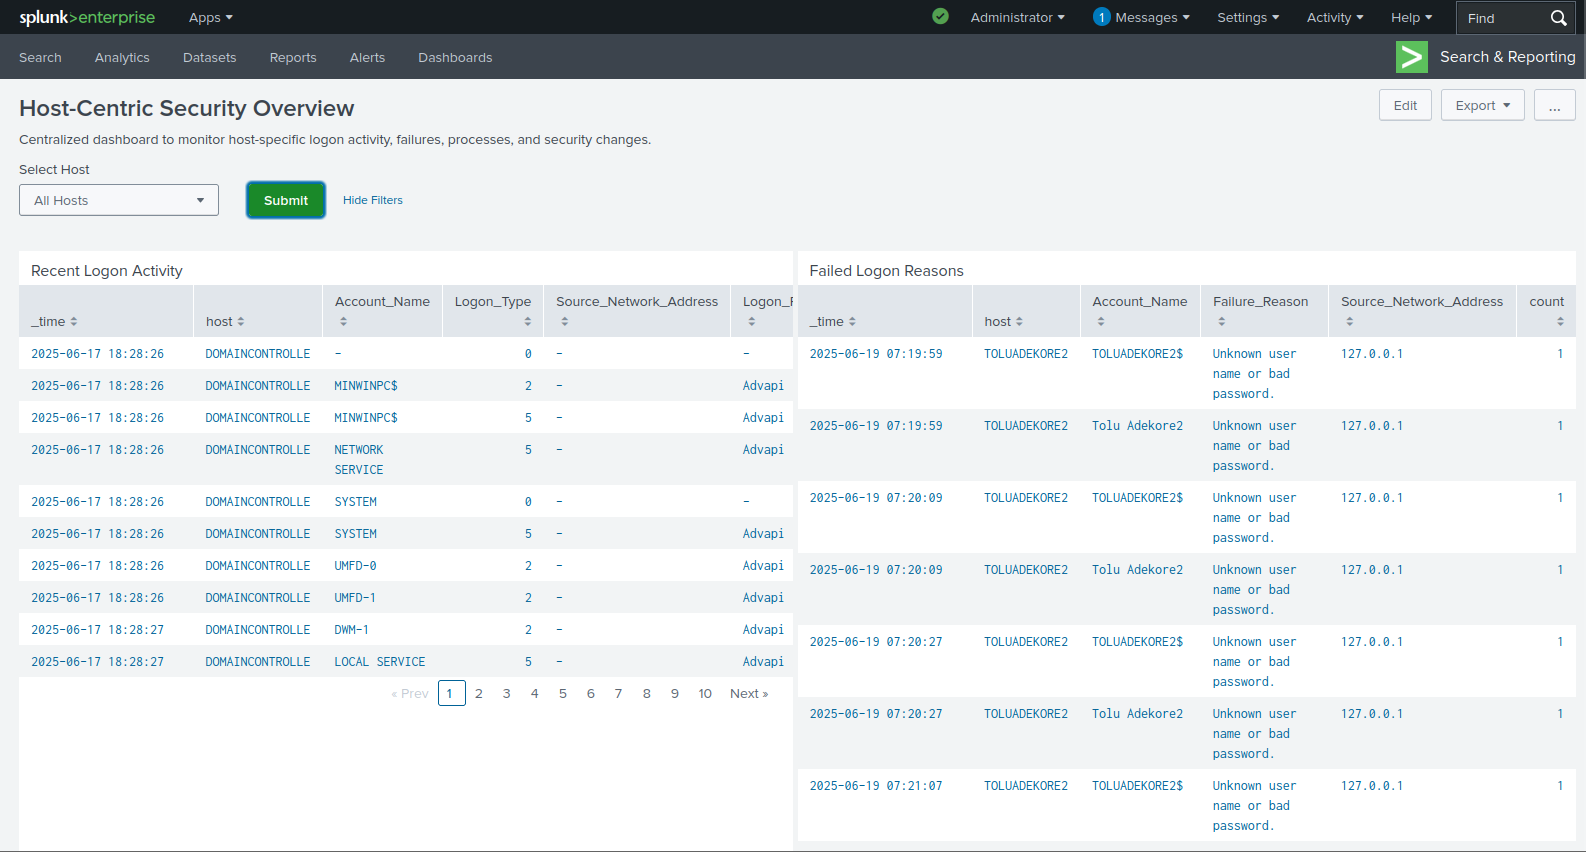 splunk>enterprise Apps Administrator 1 Messages Settings Activity Help Find
Search Analytics Datasets Reports Alerts Dashboards > Search & Reporting
Host-Centric Security Overview Edit Export ...
Centralized dashboard to monitor host-specific logon activity, failures, processes, and security changes.
Select Host
All Hosts Submit Hide Filters
Recent Logon Activity
_time host Account_Name Logon_Type Source_Network_Address Logon_
2025-06-17 18:28:26 DOMAINCONTROLLE - 0 - -
2025-06-17 18:28:26 DOMAINCONTROLLE MINWINPC$ 2 - Advapi
2025-06-17 18:28:26 DOMAINCONTROLLE MINWINPC$ 5 - Advapi
2025-06-17 18:28:26 DOMAINCONTROLLE NETWORK 5 - Advapi
SERVICE
2025-06-17 18:28:26 DOMAINCONTROLLE SYSTEM 0 - -
2025-06-17 18:28:26 DOMAINCONTROLLE SYSTEM 5 - Advapi
2025-06-17 18:28:26 DOMAINCONTROLLE UMFD-0 2 - Advapi
2025-06-17 18:28:26 DOMAINCONTROLLE UMFD-1 2 - Advapi
2025-06-17 18:28:27 DOMAINCONTROLLE DWM-1 2 - Advapi
2025-06-17 18:28:27 DOMAINCONTROLLE LOCAL SERVICE 5 - Advapi
« Prev 1 2 3 4 5 6 7 8 9 10 Next »
Failed Logon Reasons
_time host Account_Name Failure_Reason Source_Network_Address count
2025-06-19 07:19:59 TOLUADEKORE2 TOLUADEKORE2$ Unknown user 127.0.0.1 1
name or bad
password.
2025-06-19 07:19:59 TOLUADEKORE2 Tolu Adekore2 Unknown user 127.0.0.1 1
name or bad
password.
2025-06-19 07:20:09 TOLUADEKORE2 TOLUADEKORE2$ Unknown user 127.0.0.1 1
name or bad
password.
2025-06-19 07:20:09 TOLUADEKORE2 Tolu Adekore2 Unknown user 127.0.0.1 1
name or bad
password.
2025-06-19 07:20:27 TOLUADEKORE2 TOLUADEKORE2$ Unknown user 127.0.0.1 1
name or bad
password.
2025-06-19 07:20:27 TOLUADEKORE2 Tolu Adekore2 Unknown user 127.0.0.1 1
name or bad
password.
2025-06-19 07:21:07 TOLUADEKORE2 TOLUADEKORE2$ Unknown user 127.0.0.1 1
name or bad
password.